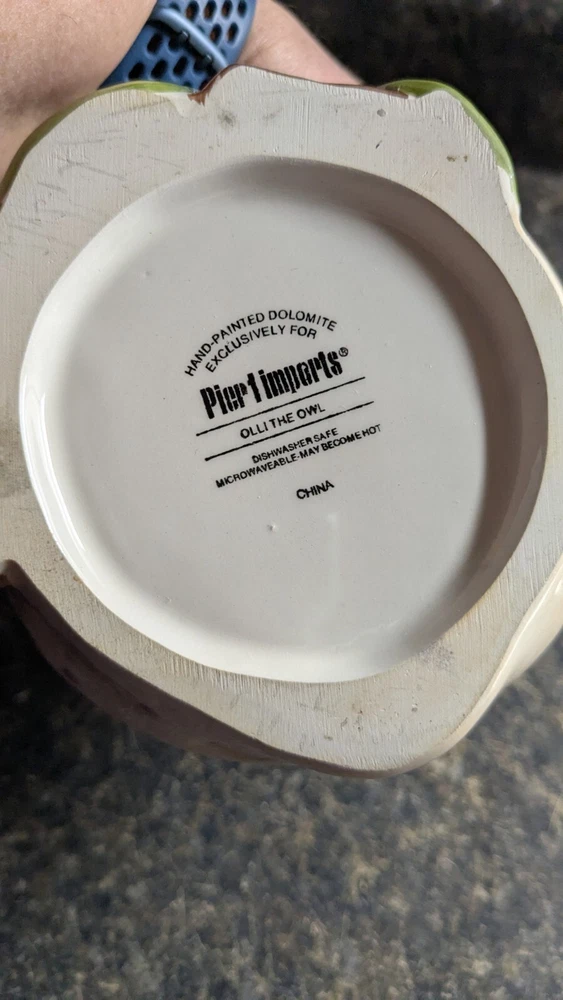 HAND-PAINTED DOLOMITE
EXCLUSIVELY FOR
Pier 1 imports®
OLLI THE OWL
DISHWASHER SAFE
MICROWAVEABLE-MAY BECOME HOT
CHINA